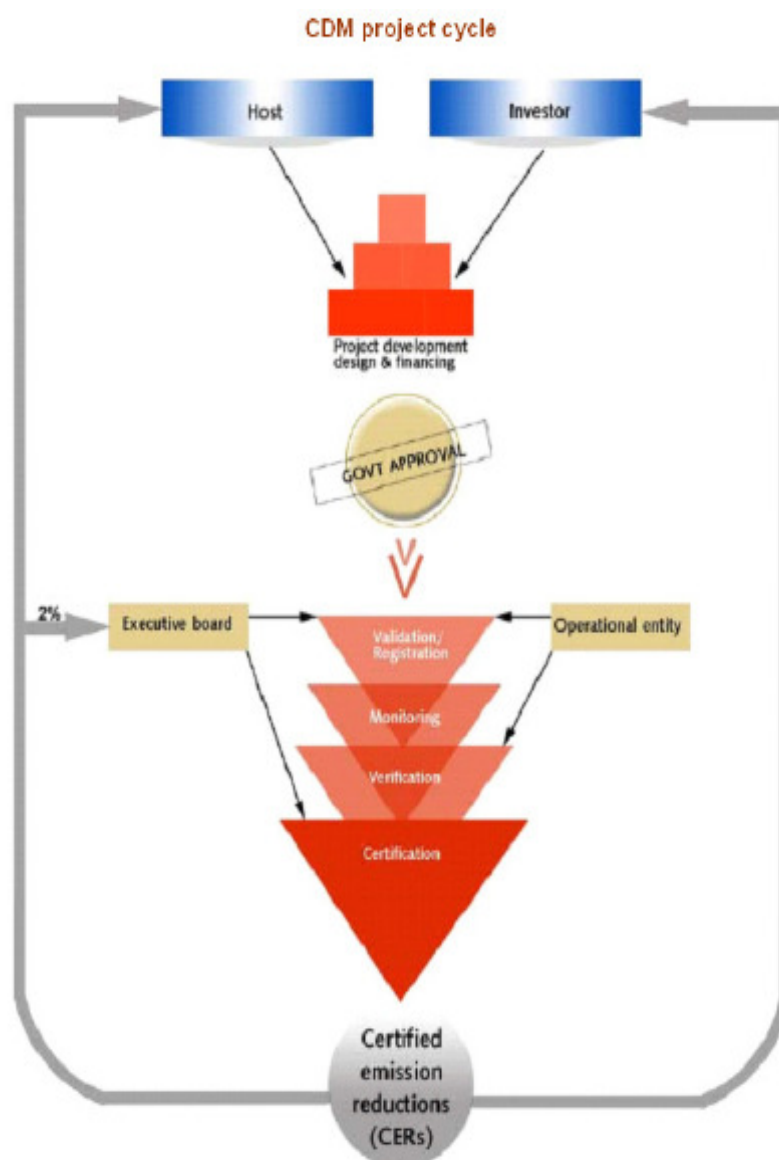 CDM project cycle
Host
Investor
Project development
design & financing
GOVT APPROVAL
2%
Executive board
Operational entity
Validation/
Registration
Monitoring
Verification
Certification
Certified
emission
reductions
(CERs)